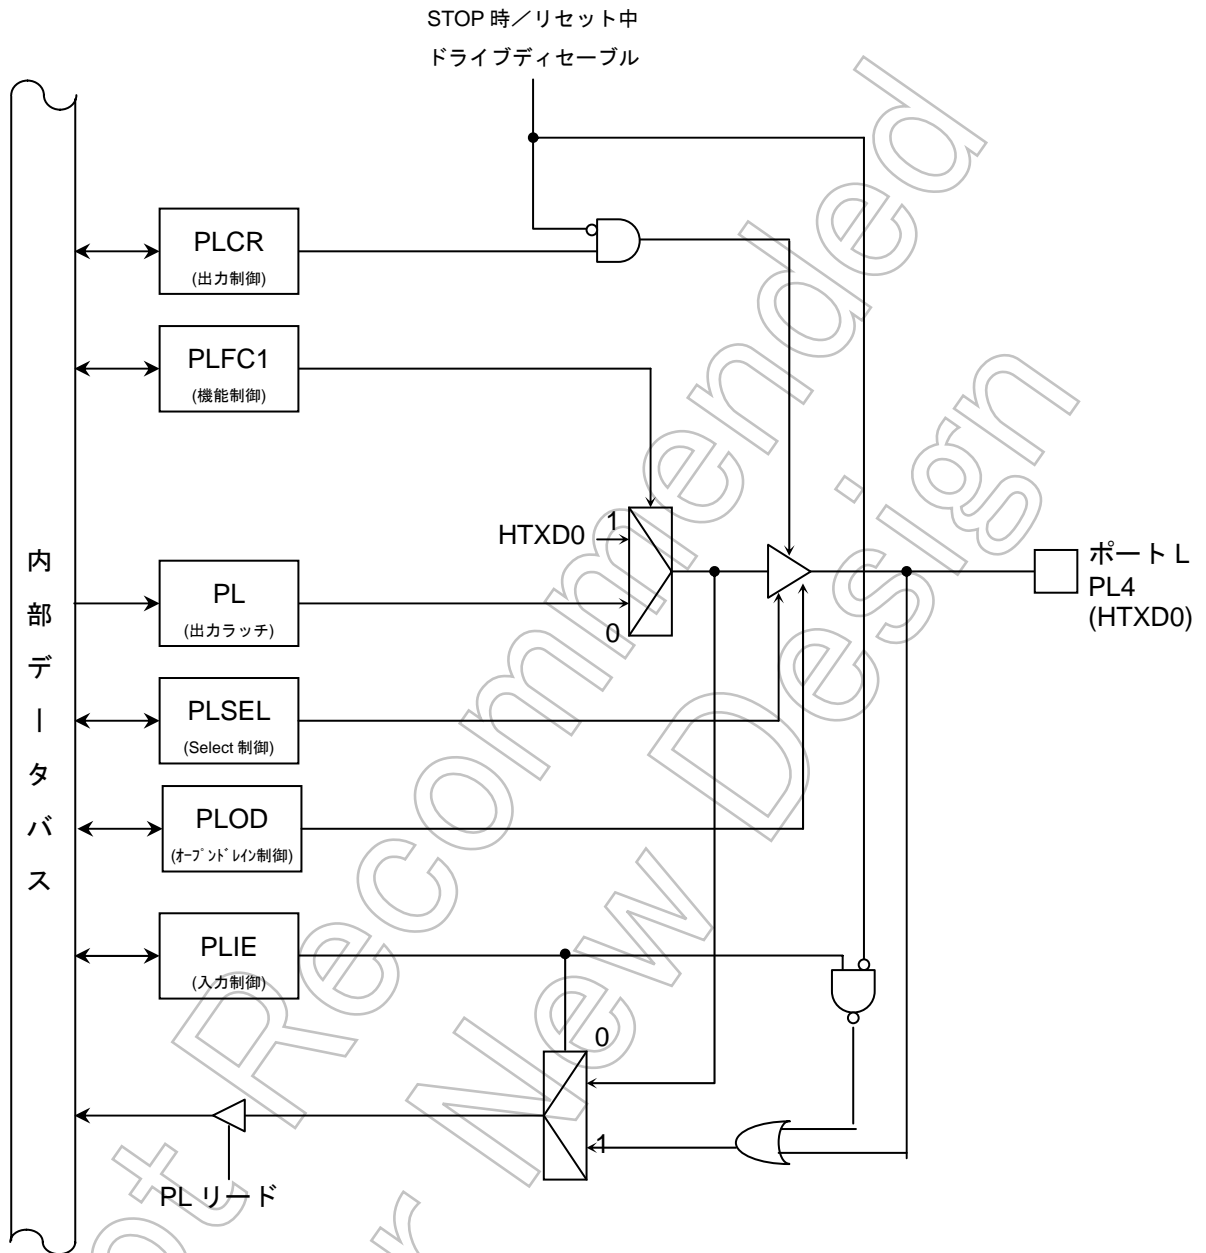 STOP 時／リセット中
ドライブディセーブル
PLCR
(出力制御)
PLFC1
(機能制御)
1
HTXD0
内部データバス
PL
(出力ラッチ)
0
ポート L
PL4
(HTXD0)
PLSEL
(Select 制御)
PLOD
(ｵｰﾌﾟﾝﾄﾞﾚｲﾝ制御)
PLIE
(入力制御)
0
1
PL リード
Not Recommended
for New Design